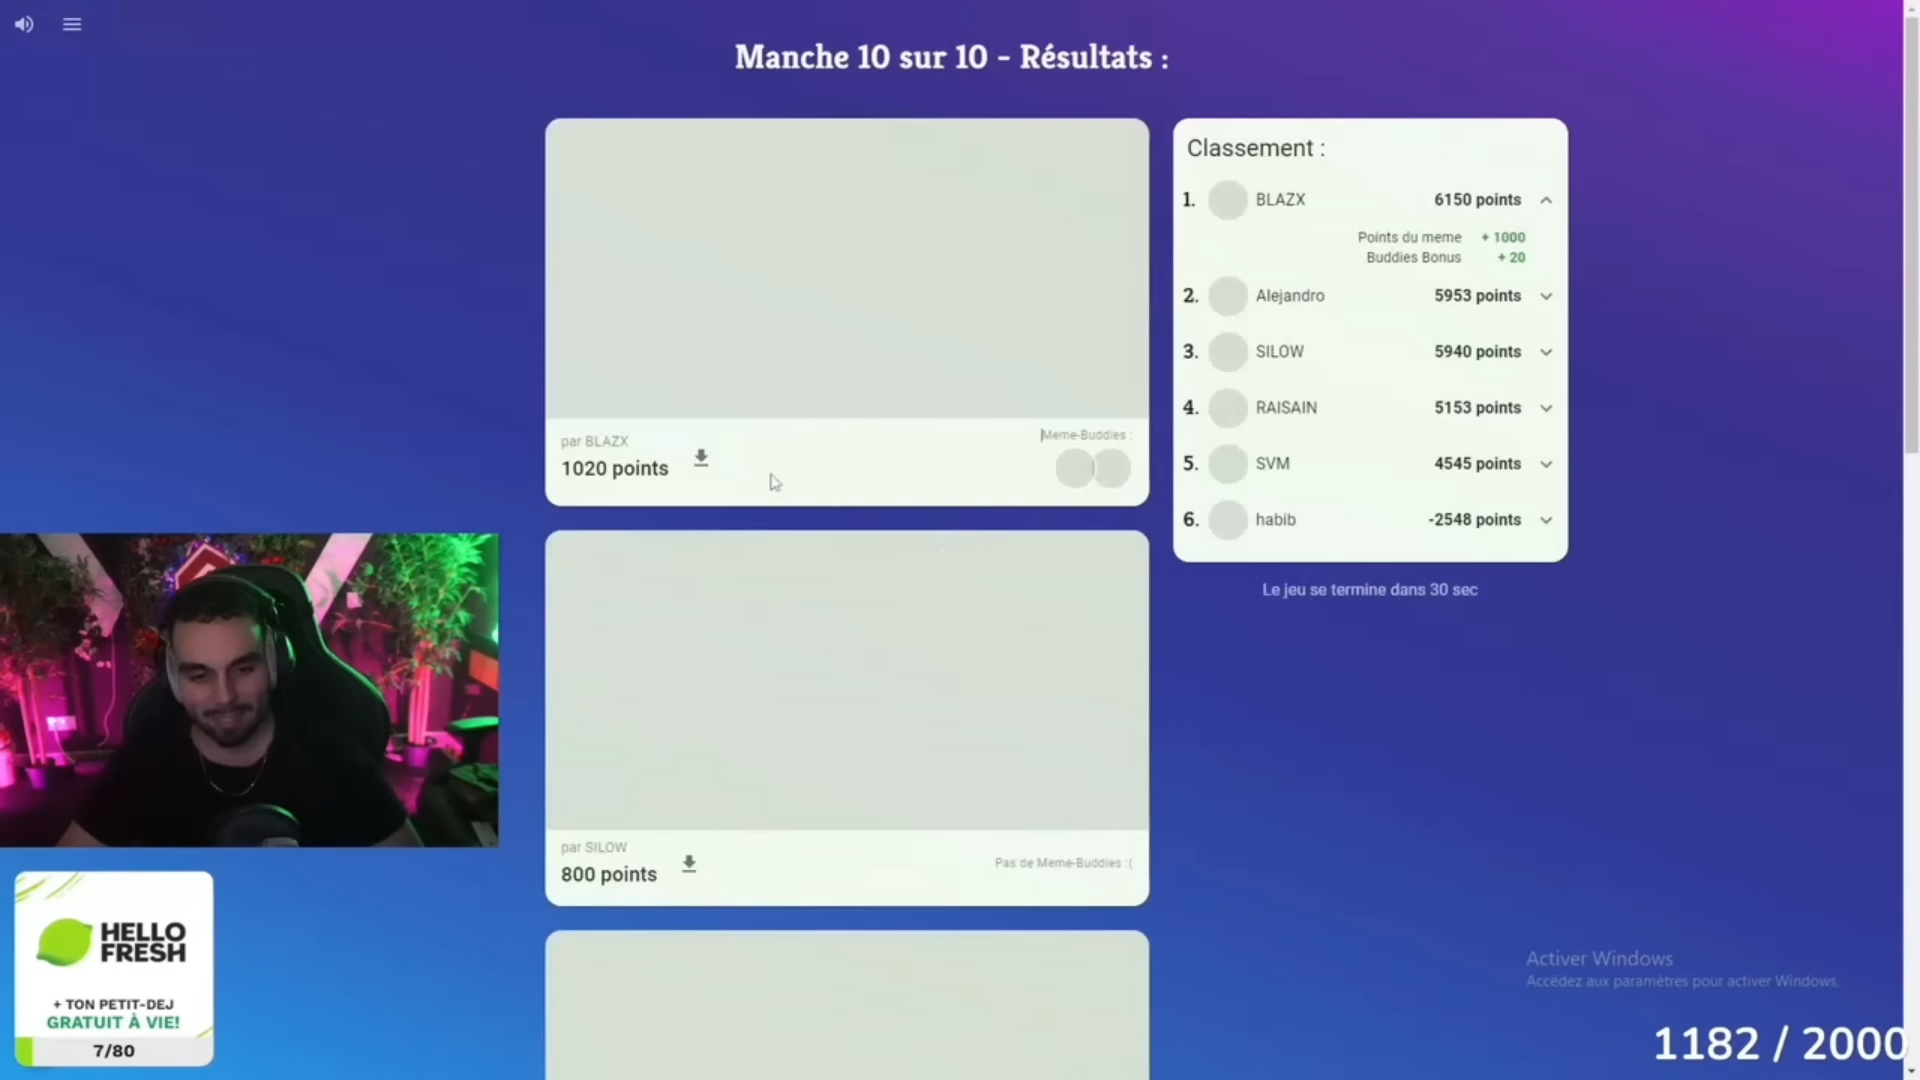 Manche 10 sur 10 - Résultats :
par BLAZX
1020 points
Meme-Buddies :
par SILOW
800 points
Pas de Meme-Buddies :(
Classement :
1. BLAZX 6150 points
Points du meme + 1000
Buddies Bonus + 20
2. Alejandro 5953 points
3. SILOW 5940 points
4. RAISAIN 5153 points
5. SVM 4545 points
6. habib -2548 points
Le jeu se termine dans 30 sec
HELLO
FRESH
+ TON PETIT-DEJ
GRATUIT À VIE!
7/80
Activer Windows
Accédez aux paramètres pour activer Windows.
1182 / 2000